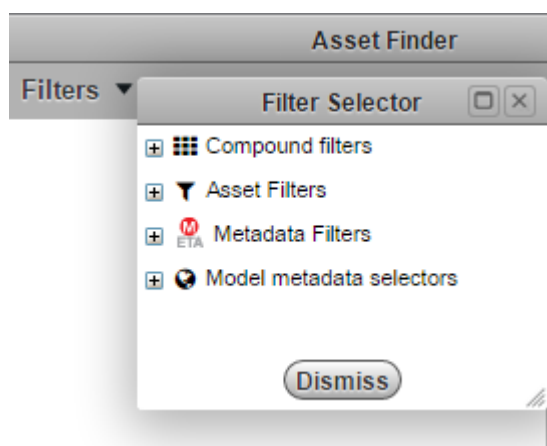 Asset Finder
Filters
Filter Selector
Compound filters
Asset Filters
M
ETA
Metadata Filters
Model metadata selectors
Dismiss